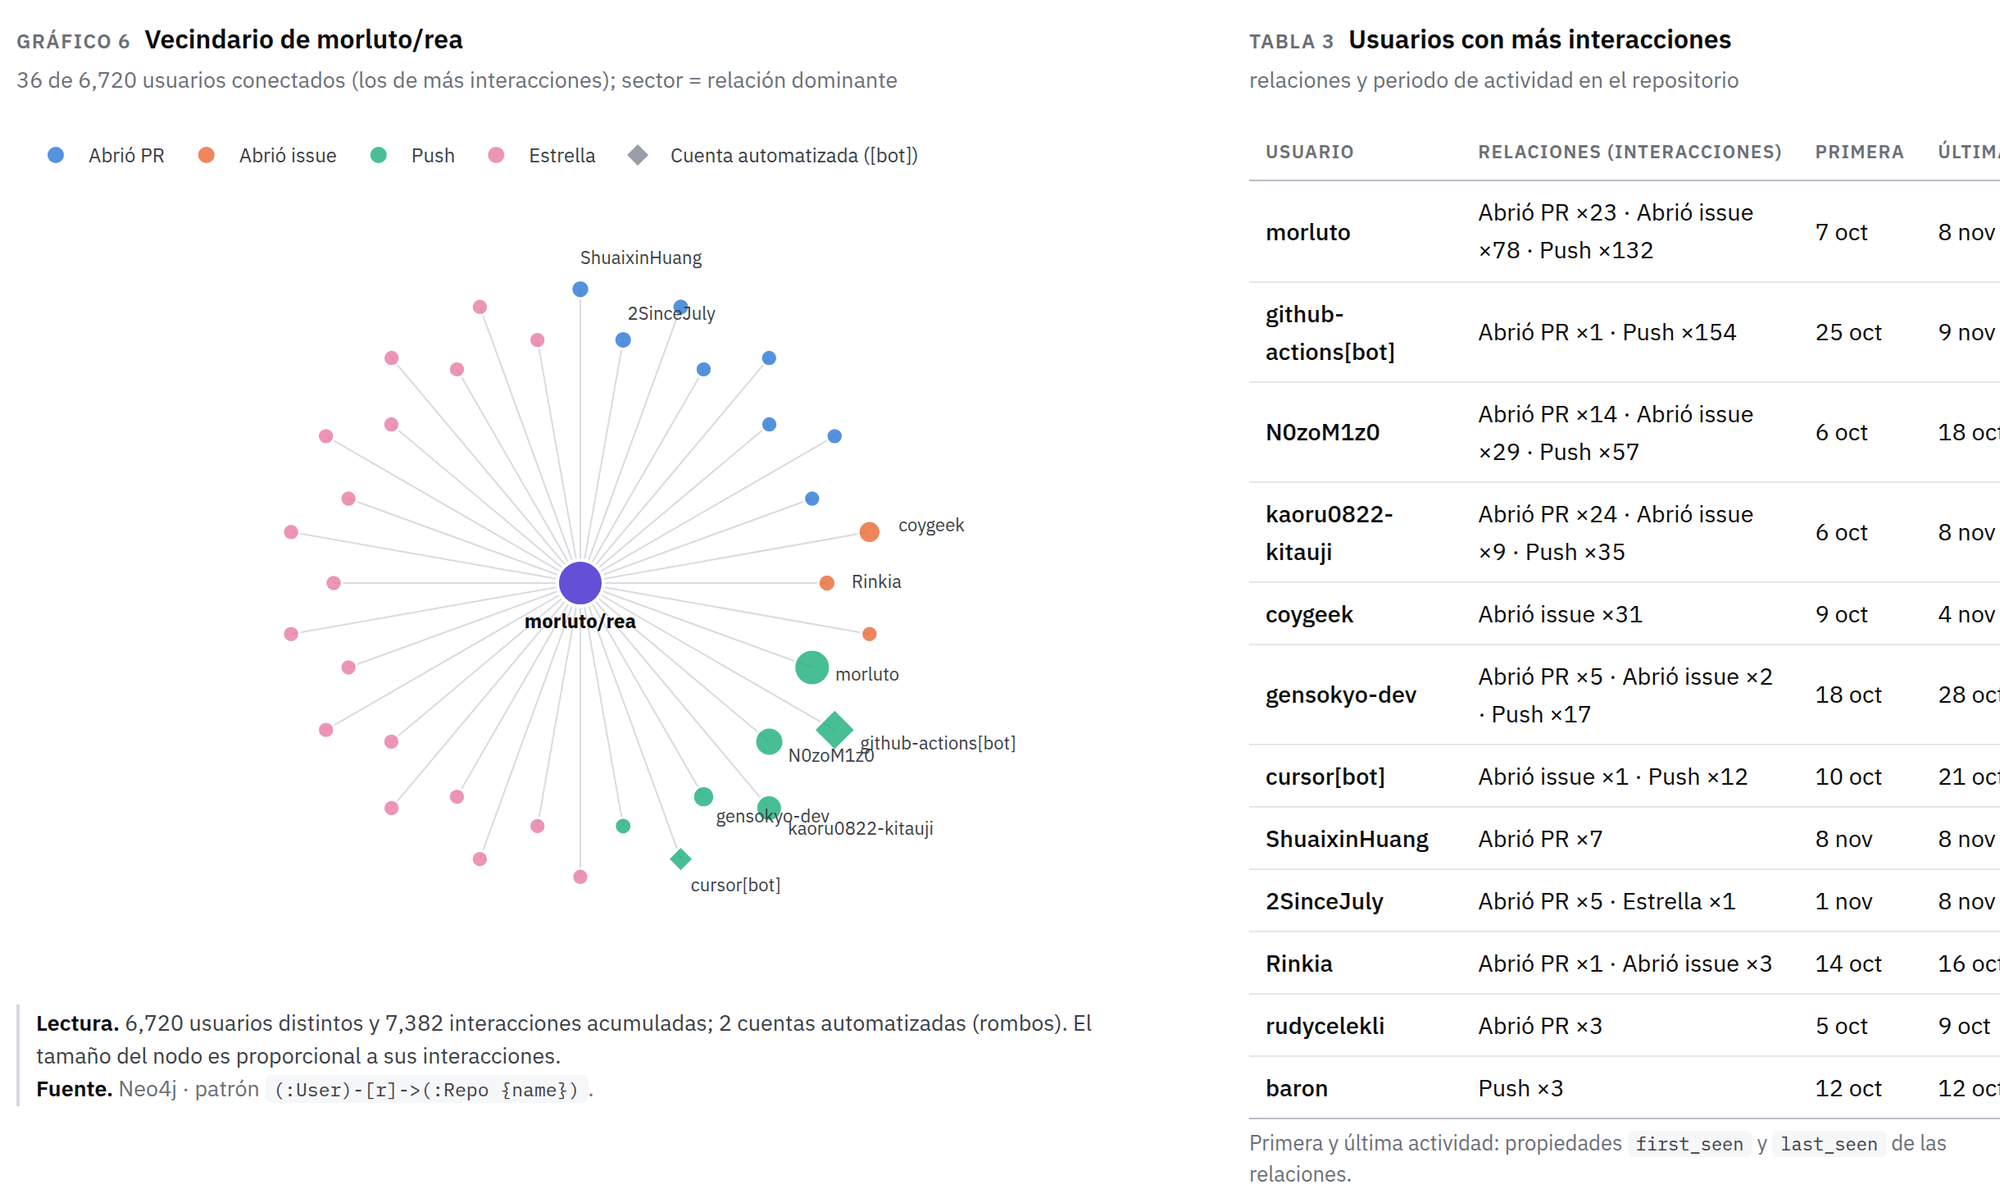 GRÁFICO 6 Vecindario de morluto/rea
36 de 6,720 usuarios conectados (los de más interacciones); sector = relación dominante
Abrió PR
Abrió issue
Push
Estrella
Cuenta automatizada ([bot])
ShuaixinHuang
2SinceJuly
coygeek
Rinkia
morluto/rea
morluto
github-actions[bot]
N0zoM1z0
gensokyo-dev
kaoru0822-kitauji
cursor[bot]
Lectura. 6,720 usuarios distintos y 7,382 interacciones acumuladas; 2 cuentas automatizadas (rombos). El
tamaño del nodo es proporcional a sus interacciones.
Fuente. Neo4j · patrón (:User)-[r]->(:Repo {name}) .
TABLA 3 Usuarios con más interacciones
relaciones y periodo de actividad en el repositorio
USUARIO RELACIONES (INTERACCIONES) PRIMERA ÚLTIMA
Abrió PR ×23 · Abrió issue
morluto 7 oct 8 nov
×78 · Push ×132
github-
actions[bot] Abrió PR ×1 · Push ×154 25 oct 9 nov
Abrió PR ×14 · Abrió issue
N0zoM1z0 6 oct 18 oct
×29 · Push ×57
kaoru0822- Abrió PR ×24 · Abrió issue
kitauji ×9 · Push ×35 6 oct 8 nov
coygeek Abrió issue ×31 9 oct 4 nov
Abrió PR ×5 · Abrió issue ×2
gensokyo-dev 18 oct 28 oct
· Push ×17
cursor[bot] Abrió issue ×1 · Push ×12 10 oct 21 oct
ShuaixinHuang Abrió PR ×7 8 nov 8 nov
2SinceJuly Abrió PR ×5 · Estrella ×1 1 nov 8 nov
Rinkia Abrió PR ×1 · Abrió issue ×3 14 oct 16 oct
rudycelekli Abrió PR ×3 5 oct 9 oct
baron Push ×3 12 oct 12 oct
Primera y última actividad: propiedades first_seen y last_seen de las
relaciones.